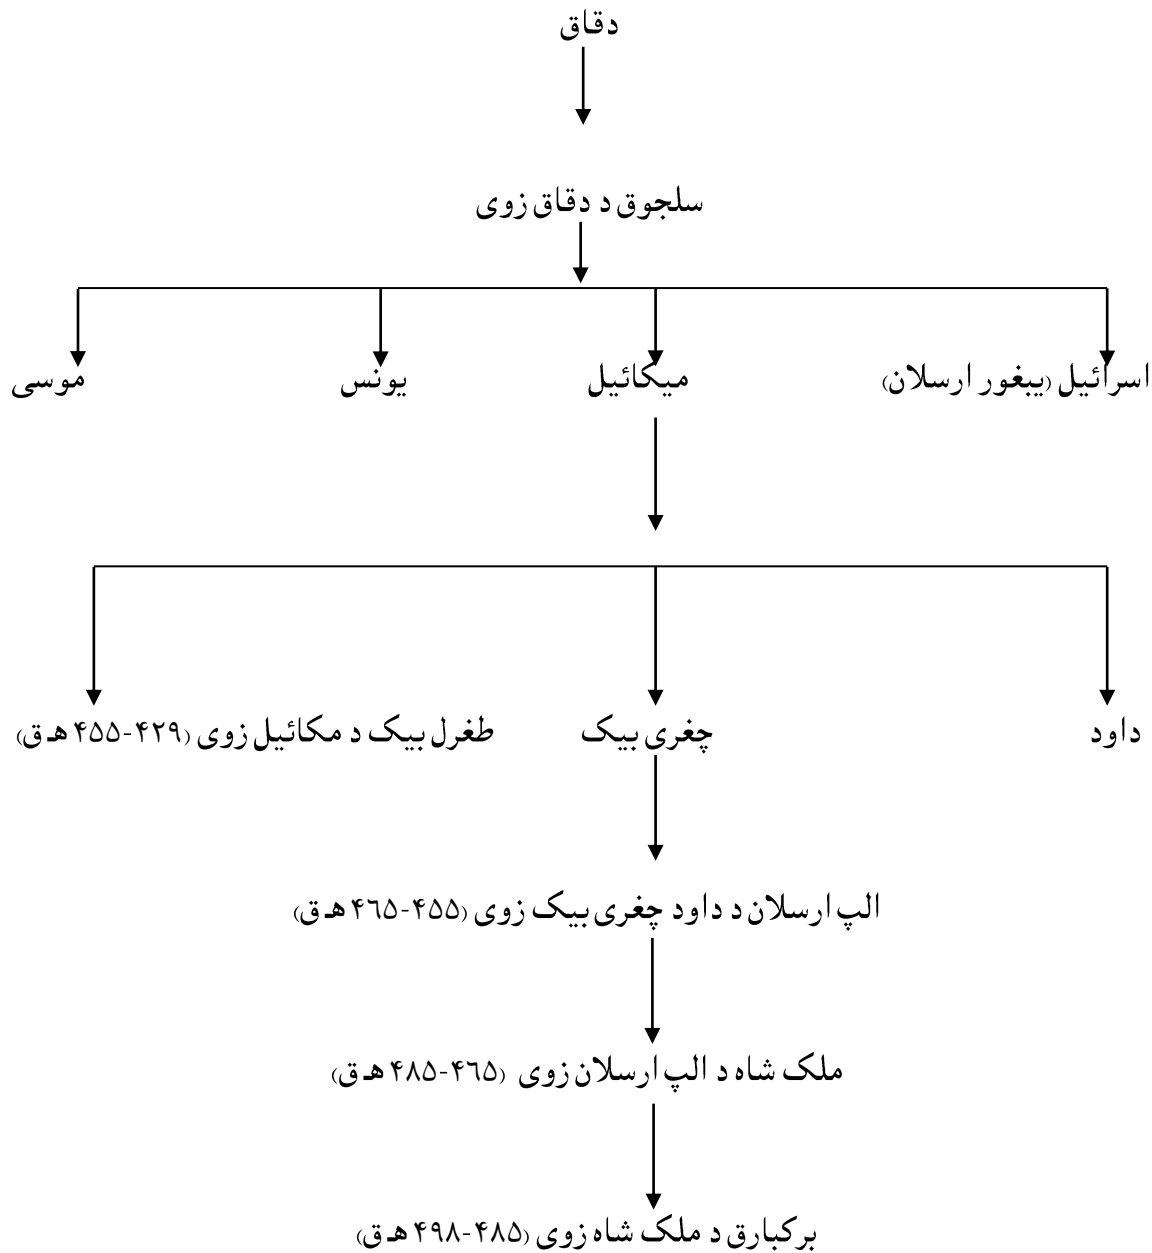 دقاق
سلجوق د دقاق زوی
اسرائیل (یبغور ارسلان) میکائیل یونس موسی
داود چغری بیک طغرل بیک د مکائیل زوی (۴۲۹-۴۵۵ هـ ق)
الپ ارسلان د داود چغری بیک زوی (۴۵۵-۴۶۵ هـ ق)
ملک شاه د الپ ارسلان زوی (۴۶۵-۴۸۵ هـ ق)
برکبارق د ملک شاه زوی (۴۸۵-۴۹۸ هـ ق)